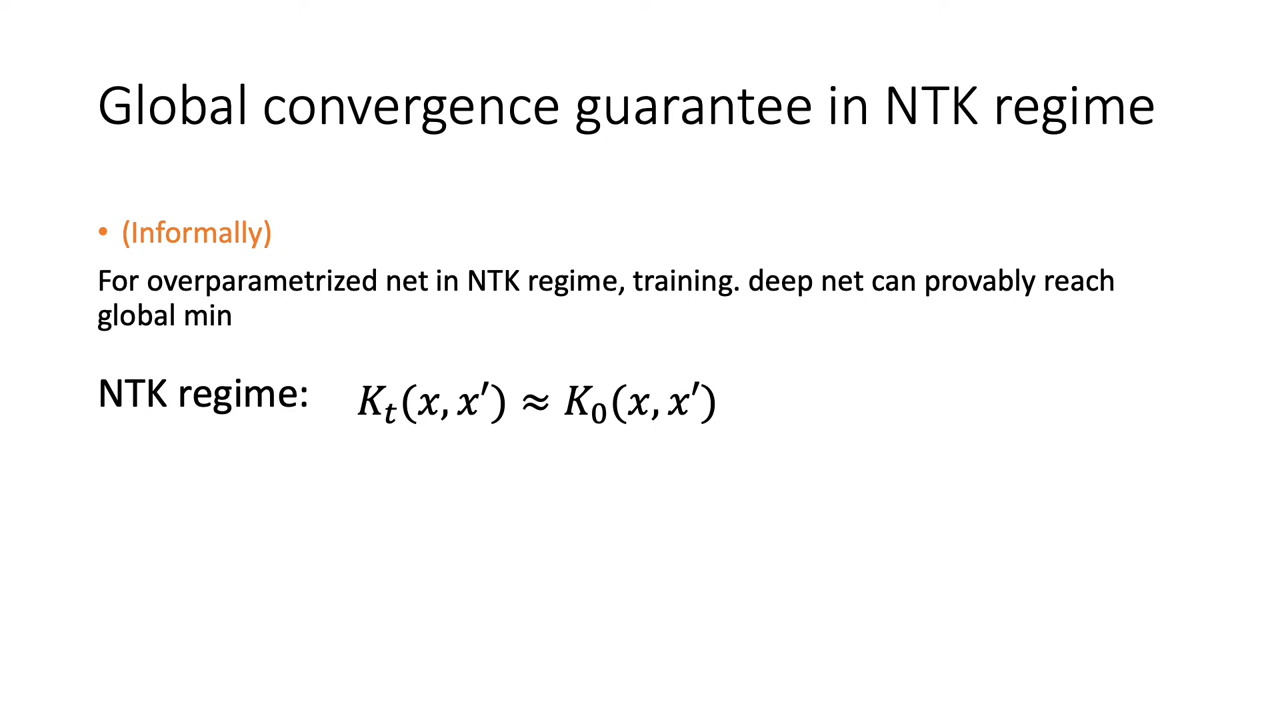 Global convergence guarantee in NTK regime
• (Informally)
For overparametrized net in NTK regime, training. deep net can provably reach
global min
NTK regime: K_t(x, x′) ≈ K_0(x, x′)